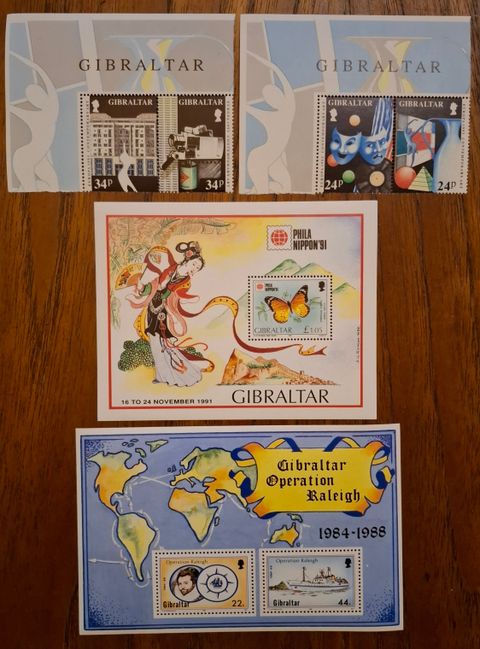 GIBRALTAR
GIBRALTAR GIBRALTAR
34P 34P
GIBRALTAR
GIBRALTAR GIBRALTAR
24P 24P
PHILA
NIPPON'91
PHILA
NIPPON'91
GIBRALTAR £1.05
16 TO 24 NOVEMBER 1991 GIBRALTAR
Gibraltar
Operation
Raleigh
1984-1988
Operation Raleigh
Gibraltar 22P
Operation Raleigh
Gibraltar 44P